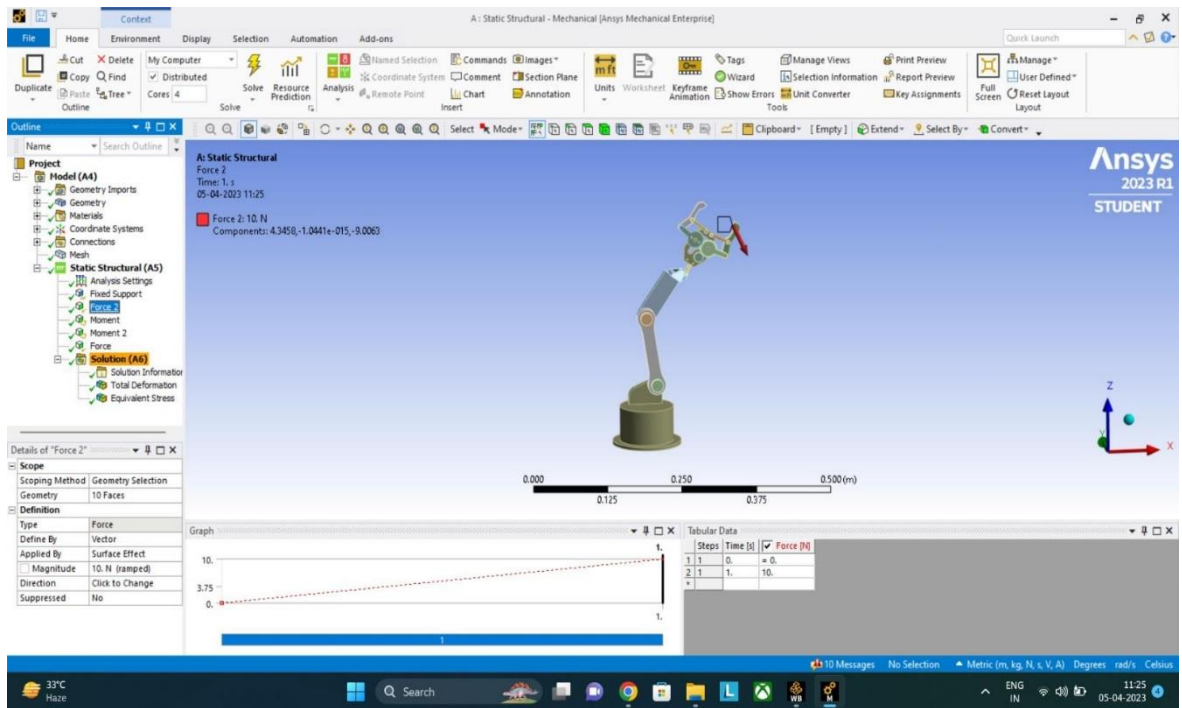 Context
A : Static Structural - Mechanical [Ansys Mechanical Enterprise]
File Home Environment Display Selection Automation Add-ons
Quick Launch
Duplicate
Cut
Copy
Paste
Delete
Find
Tree
Outline
My Computer
Distributed
Cores 4
Solve
Resource Prediction
Solve
Analysis
Named Selection
Coordinate System
Remote Point
Commands
Comment
Chart
Images
Section Plane
Annotation
Insert
Units
Worksheet
Keyframe Animation
Tags
Wizard
Show Errors
Manage Views
Selection Information
Unit Converter
Print Preview
Report Preview
Key Assignments
Tools
Full Screen
Manage
User Defined
Reset Layout
Layout
Outline
Select Mode Clipboard [ Empty ] Extend Select By Convert
Name Search Outline
Project
Model (A4)
Geometry Imports
Geometry
Materials
Coordinate Systems
Connections
Mesh
Static Structural (A5)
Analysis Settings
Fixed Support
Force 2
Moment
Moment 2
Force
Solution (A6)
Solution Information
Total Deformation
Equivalent Stress
A: Static Structural
Force 2
Time: 1. s
05-04-2023 11:25
Force 2: 10. N
Components: 4.3458,-1.0441e-015,-9.0063
Ansys
2023 R1
STUDENT
Z
Y
X
0.000 0.250 0.500 (m)
0.125 0.375
Details of "Force 2"
Scope
Scoping Method Geometry Selection
Geometry 10 Faces
Definition
Type Force
Define By Vector
Applied By Surface Effect
Magnitude 10. N (ramped)
Direction Click to Change
Suppressed No
Graph
1.
10.
3.75
0.
1.
1
Tabular Data
Steps Time [s] Force [N]
1 1 0. = 0.
2 1 1. 10.
*
10 Messages No Selection Metric (m, kg, N, s, V, A) Degrees rad/s Celsius
33°C
Haze
Search
L
WB
M
ENG
IN
11:25
05-04-2023
4